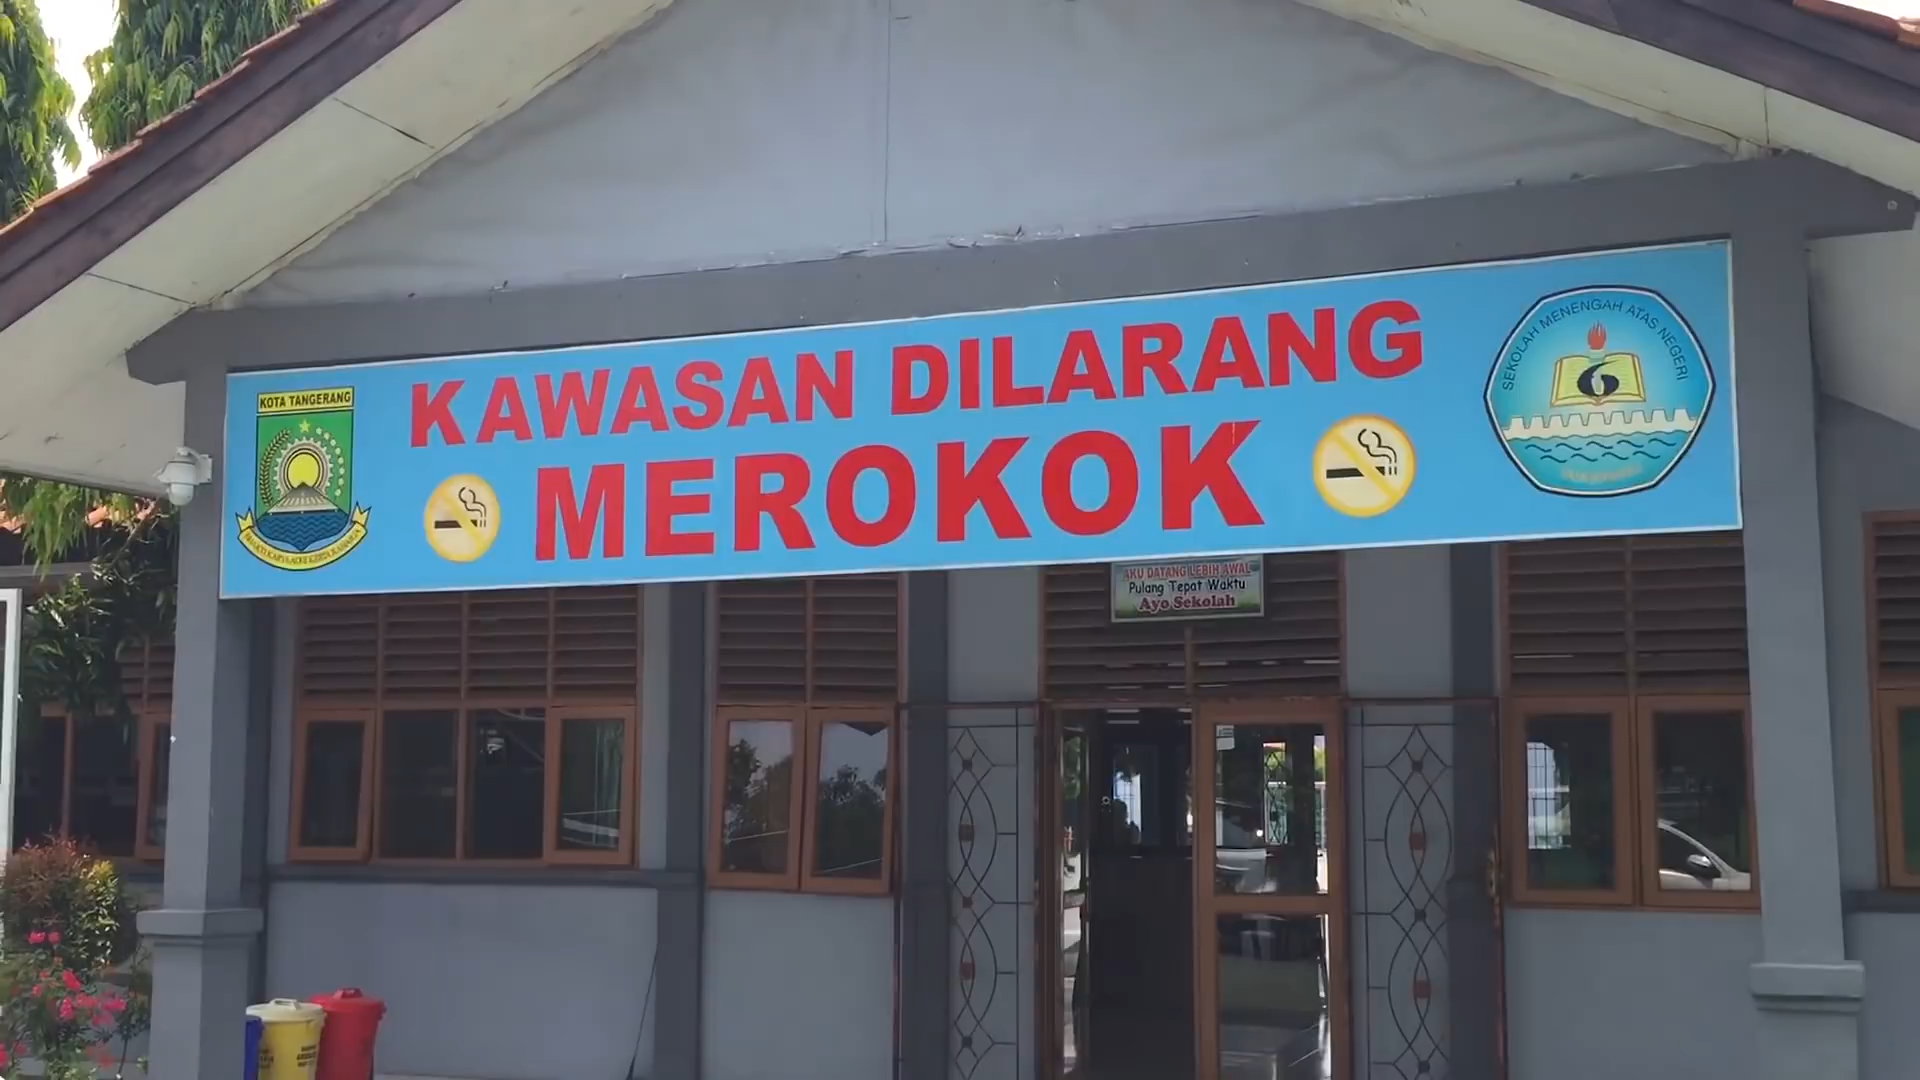 KOTA TANGERANG
KAWASAN DILARANG
MEROKOK
SEKOLAH MENENGAH ATAS NEGERI
6
AKU DATANG LEBIH AWAL
Pulang Tepat Waktu
Ayo Sekolah